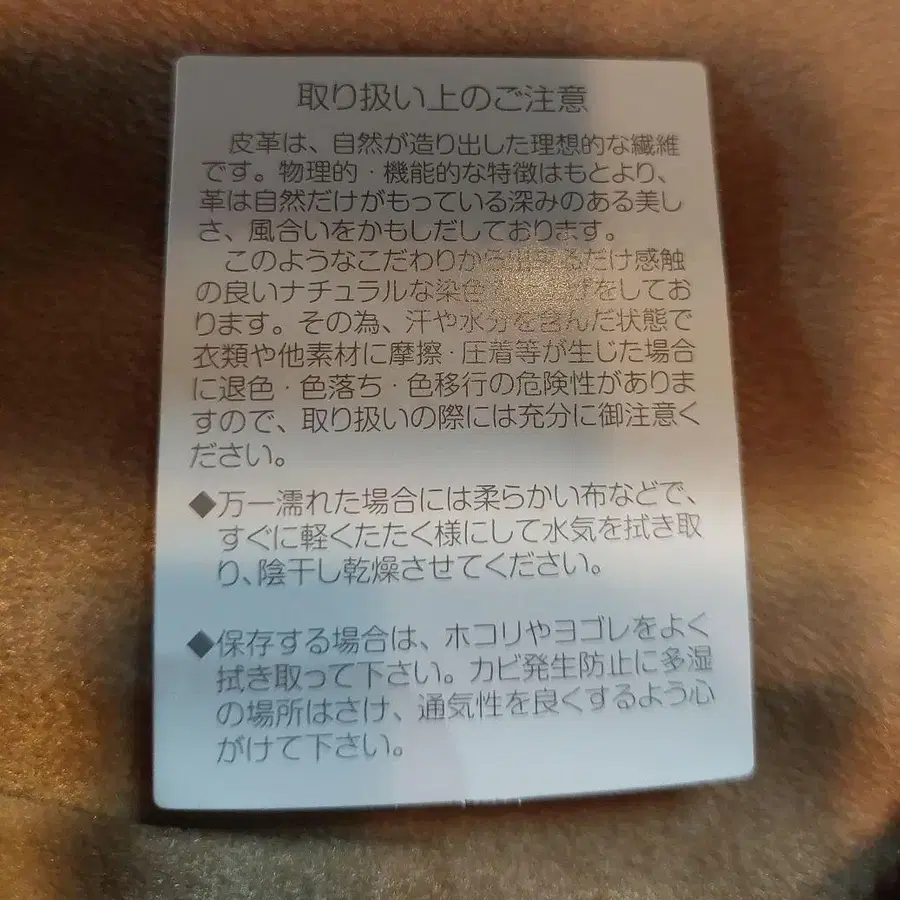 取り扱い上のご注意
皮革は、自然が造り出した理想的な繊維
です。物理的・機能的な特徴はもとより、
革は自然だけがもっている深みのある美し
さ、風合いをかもしだしております。
このようなこだわりから出来るだけ感触
の良いナチュラルな染色をしてお
ります。その為、汗や水分を含んだ状態で
衣類や他素材に摩擦・圧着等が生じた場合
に退色・色落ち・色移行の危険性がありま
すので、取り扱いの際には充分に御注意く
ださい。
◆万一濡れた場合には柔らかい布などで、
すぐに軽くたたく様にして水気を拭き取
り、陰干し乾燥させてください。
◆保存する場合は、ホコリやヨゴレをよく
拭き取って下さい。カビ発生防止に多湿
の場所はさけ、通気性を良くするよう心
がけて下さい。